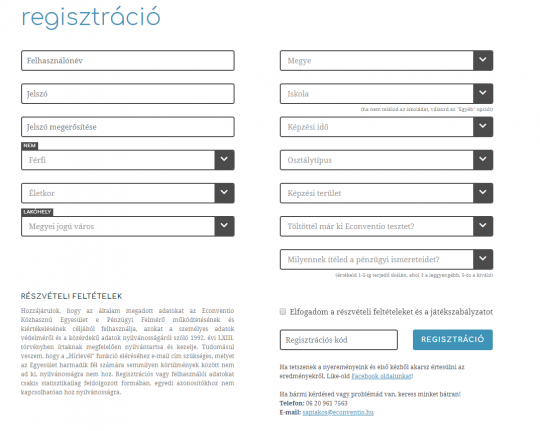 regisztráció
Felhasználónév
Jelszó
Jelszó megerősítése
NEM
Férfi
Életkor
LAKÓHELY
Megyei jogú város
Megye
Iskola
(Ha nem találod az iskoládat, válaszd az "Egyéb" opciót)
Képzési idő
Osztálytípus
Képzési terület
Töltöttél már ki Econventio tesztet?
Milyennek ítéled a pénzügyi ismereteidet?
(értékeld 1-5-ig terjedő skálán, ahol 1 a leggyengébb, 5-ös a kiváló)
RÉSZVÉTELI FELTÉTELEK
Hozzájárulok, hogy az általam megadott adatokat az Econventio
Közhasznú Egyesület e Pénzügyi Felmérő működtetésének és
kiértékelésének céljából felhasználja, azokat a személyes adatok
védelméről és a közérdekű adatok nyilvánosságáról szóló 1992. évi LXIII.
törvényben írtaknak megfelelően nyilvántartsa és kezelje. Tudomásul
veszem, hogy a „Hírlevél” funkció eléréséhez e-mail cím szükséges, melyet
az Egyesület harmadik fél számára semmilyen körülmények között nem
ad ki, nyilvánosságra nem hoz. Regisztrációs vagy felhasználói adatokat
csakis statisztikailag feldolgozott formában, egyedi azonosítókhoz nem
kapcsolhatóan hoz nyilvánosságra.
Elfogadom a részvételi feltételeket és a játékszabályzatot
Regisztrációs kód
REGISZTRÁCIÓ
Ha tetszenek a nyereményeink és első kézből akarsz értesülni az
eredményekről, Like-old Facebook oldalunkat!
Ha bármi kérdésed vagy problémád van, keress minket bátran!
Telefon: 06 20 961 7563
E-mail: sapiakos@econventio.hu